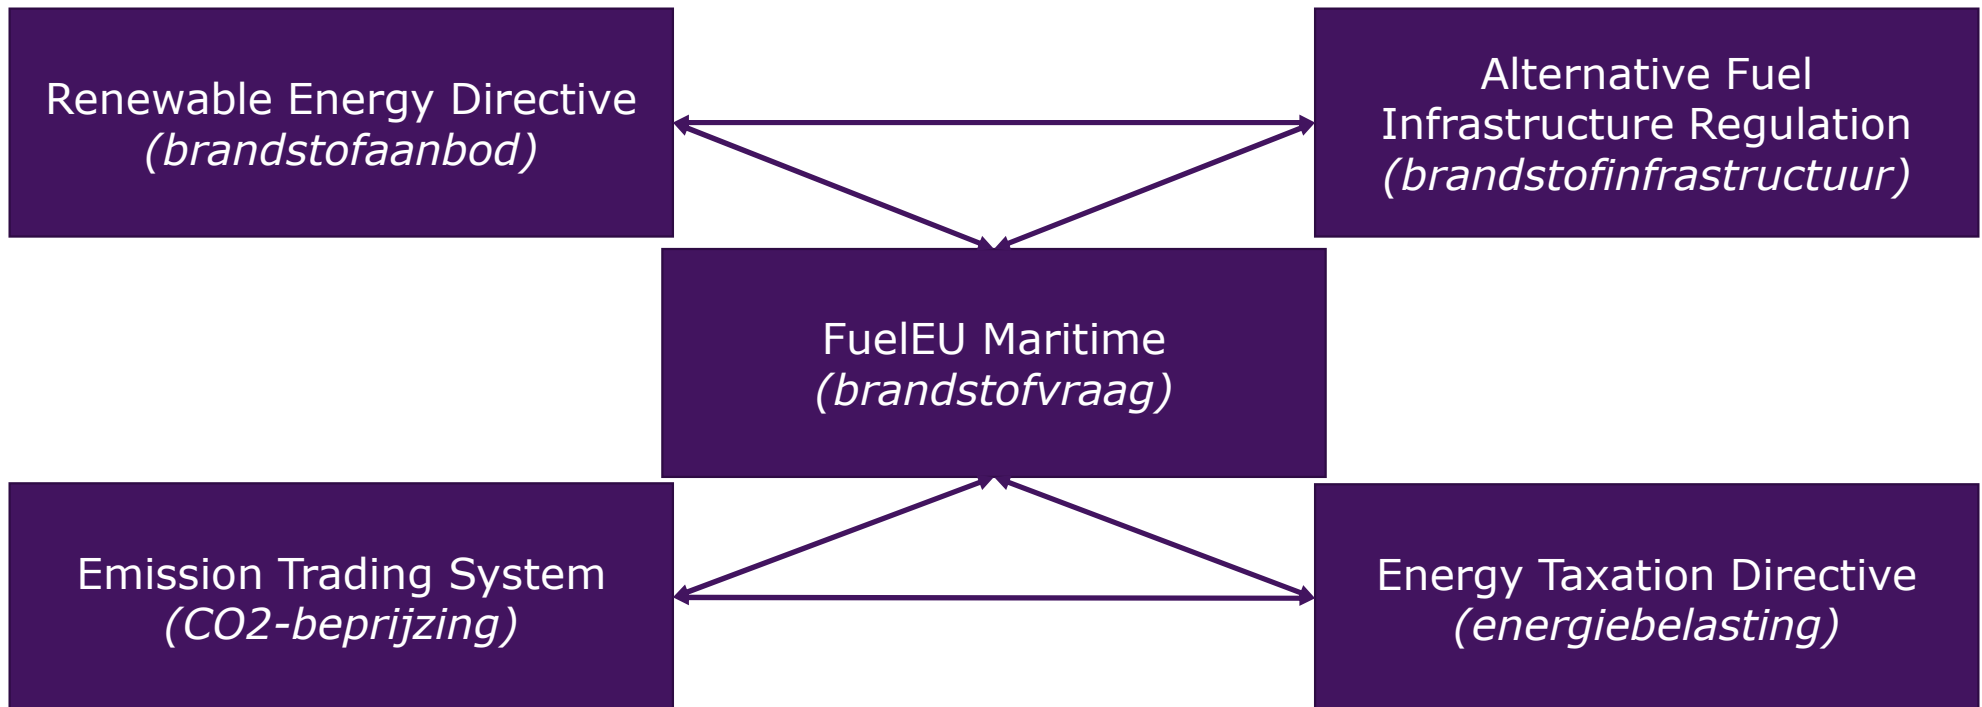 Renewable Energy Directive
(brandstofaanbod)
Alternative Fuel
Infrastructure Regulation
(brandstofinfrastructuur)
FuelEU Maritime
(brandstofvraag)
Emission Trading System
(CO2-beprijzing)
Energy Taxation Directive
(energiebelasting)